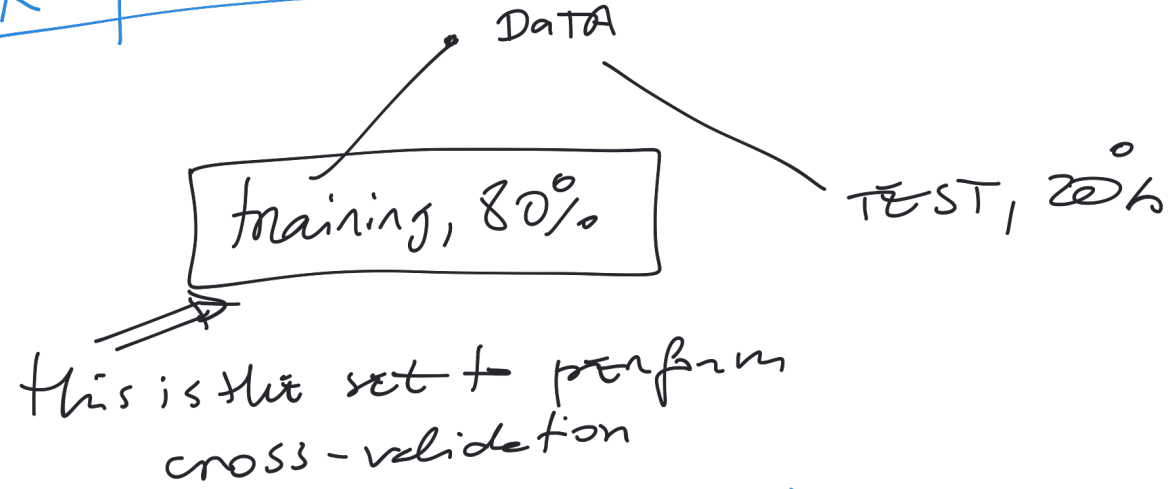 DATA
training, 80%
TEST, 20%
this is the set to perform
cross-validation